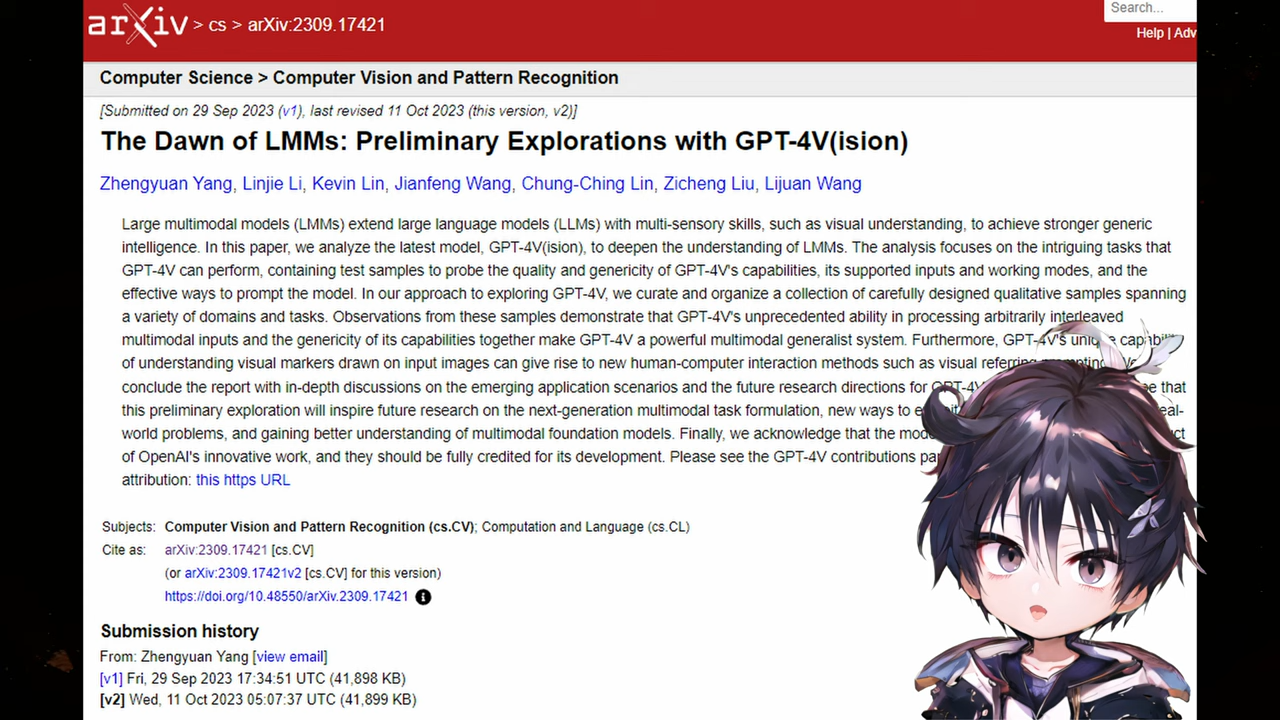 arXiv > cs > arXiv:2309.17421
Search...
Help | Adv
Computer Science > Computer Vision and Pattern Recognition
[Submitted on 29 Sep 2023 (v1), last revised 11 Oct 2023 (this version, v2)]
The Dawn of LMMs: Preliminary Explorations with GPT-4V(ision)
Zhengyuan Yang, Linjie Li, Kevin Lin, Jianfeng Wang, Chung-Ching Lin, Zicheng Liu, Lijuan Wang
Large multimodal models (LMMs) extend large language models (LLMs) with multi-sensory skills, such as visual understanding, to achieve stronger generic
intelligence. In this paper, we analyze the latest model, GPT-4V(ision), to deepen the understanding of LMMs. The analysis focuses on the intriguing tasks that
GPT-4V can perform, containing test samples to probe the quality and genericity of GPT-4V's capabilities, its supported inputs and working modes, and the
effective ways to prompt the model. In our approach to exploring GPT-4V, we curate and organize a collection of carefully designed qualitative samples spanning
a variety of domains and tasks. Observations from these samples demonstrate that GPT-4V's unprecedented ability in processing arbitrarily interleaved
multimodal inputs and the genericity of its capabilities together make GPT-4V a powerful multimodal generalist system. Furthermore, GPT-4V's unique capability
of understanding visual markers drawn on input images can give rise to new human-computer interaction methods such as visual referring prompting.
conclude the report with in-depth discussions on the emerging application scenarios and the future research directions for GPT-4V that
this preliminary exploration will inspire future research on the next-generation multimodal task formulation, new ways to real-
world problems, and gaining better understanding of multimodal foundation models. Finally, we acknowledge that the
of OpenAI's innovative work, and they should be fully credited for its development. Please see the GPT-4V contributions
attribution: this https URL
Subjects: Computer Vision and Pattern Recognition (cs.CV); Computation and Language (cs.CL)
Cite as: arXiv:2309.17421 [cs.CV]
(or arXiv:2309.17421v2 [cs.CV] for this version)
https://doi.org/10.48550/arXiv.2309.17421
Submission history
From: Zhengyuan Yang [view email]
[v1] Fri, 29 Sep 2023 17:34:51 UTC (41,898 KB)
[v2] Wed, 11 Oct 2023 05:07:37 UTC (41,899 KB)